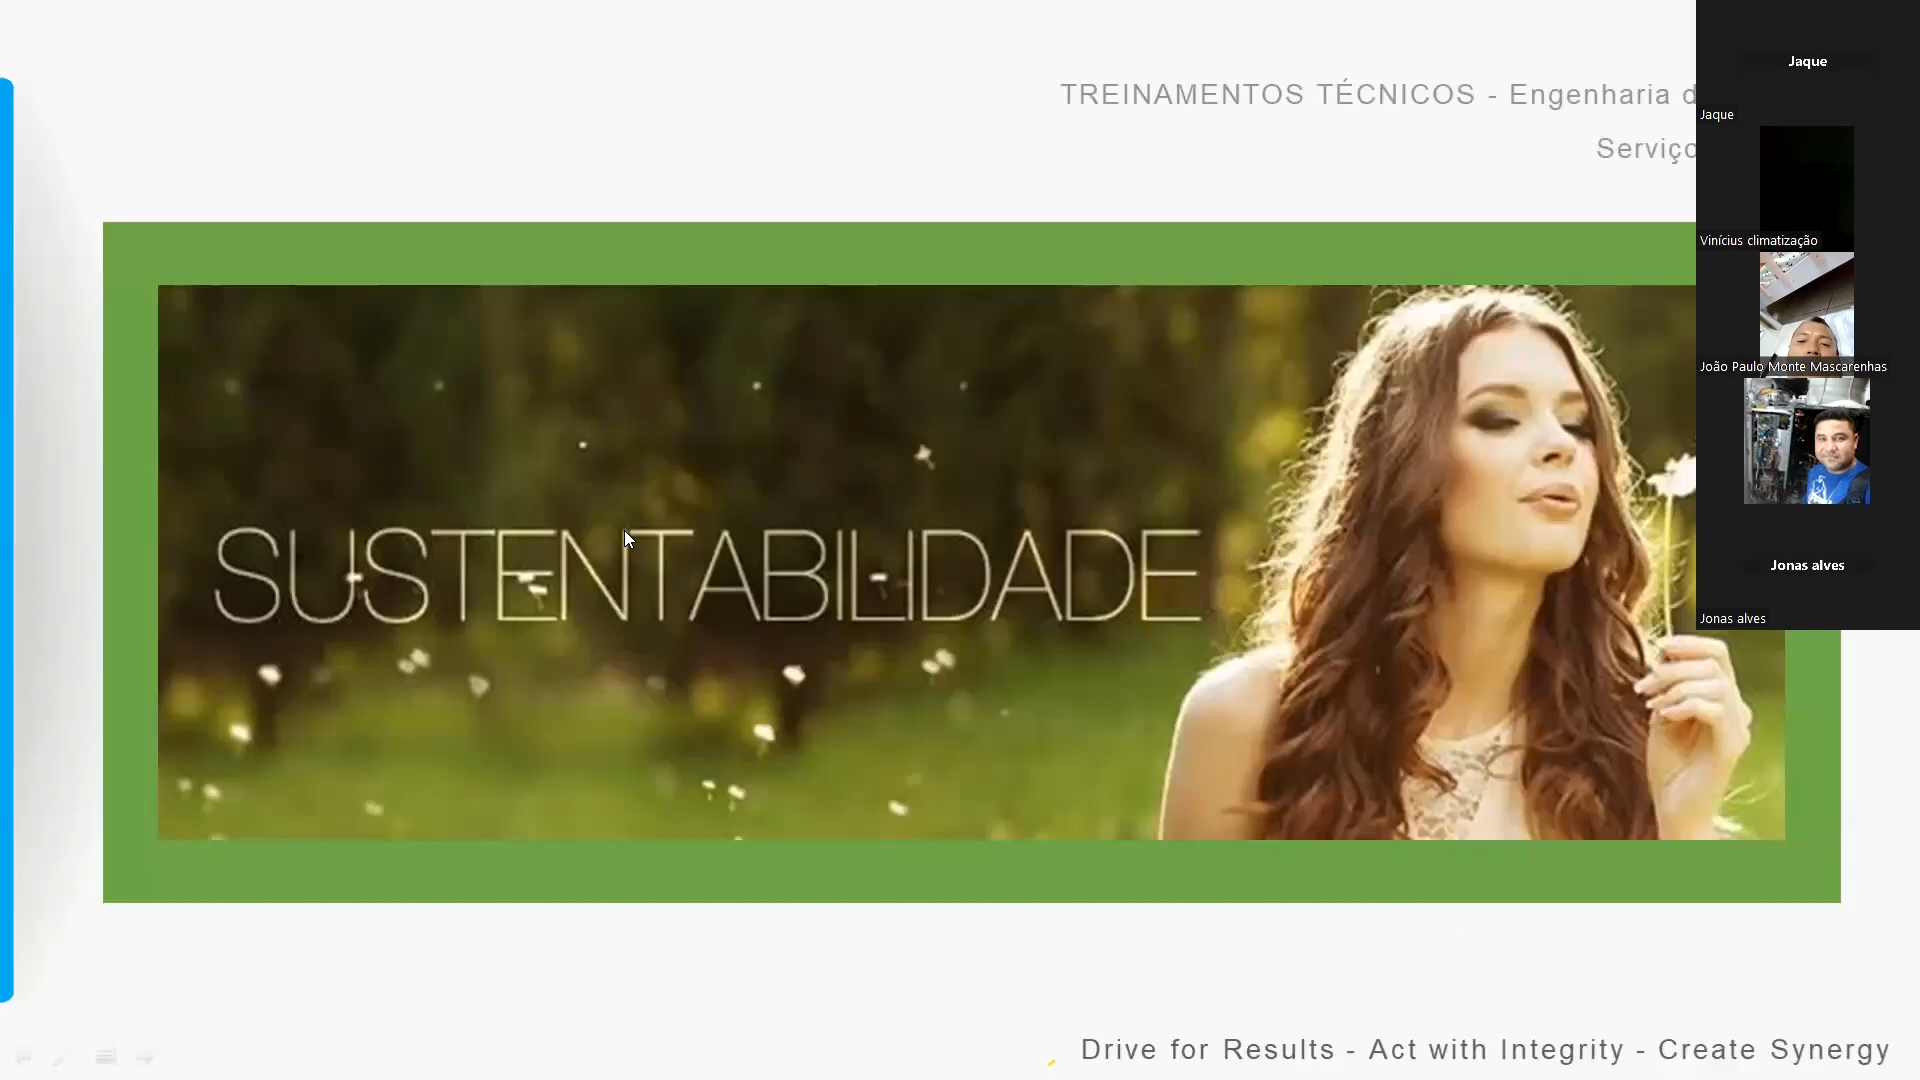 TREINAMENTOS TÉCNICOS - Engenharia d
Serviço
SUSTENTABILIDADE
Drive for Results - Act with Integrity - Create Synergy
Jaque
Jaque
Vinícius climatização
João Paulo Monte Mascarenhas
Jonas alves
Jonas alves